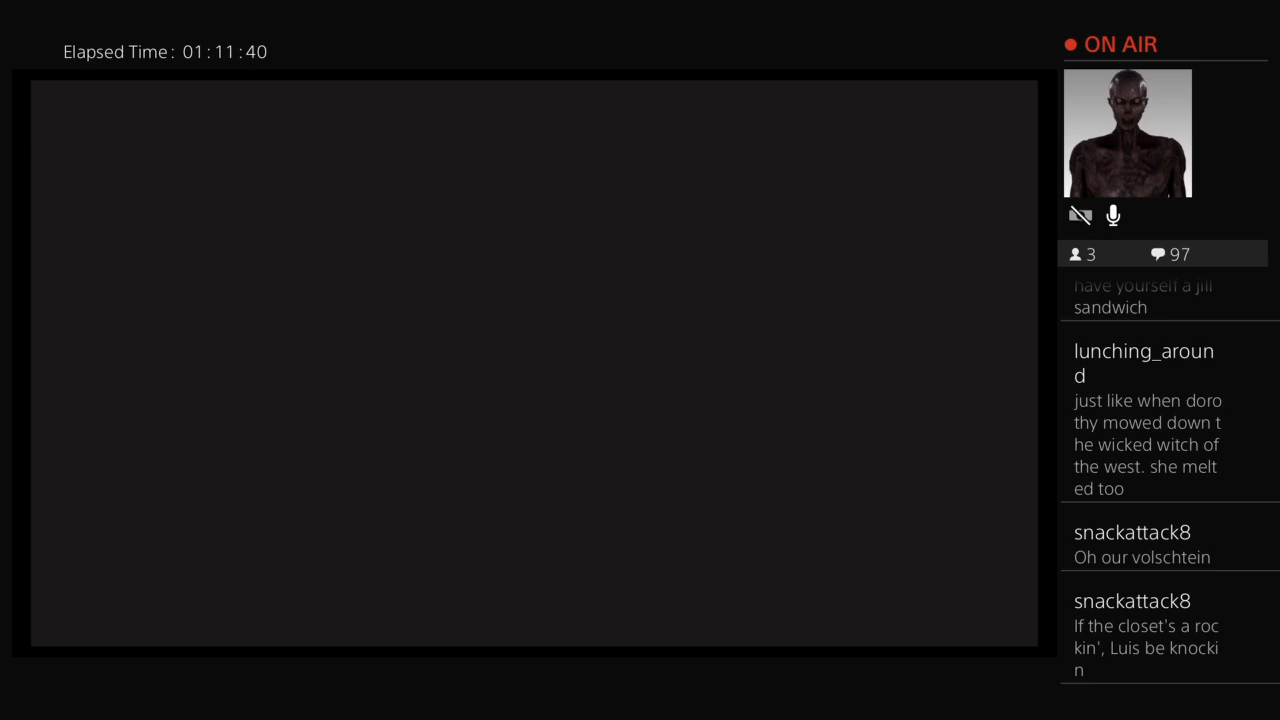 Elapsed Time: 01:11:40
ON AIR
3
97
have yourself a jill
sandwich
lunching_aroun
d
just like when doro
thy mowed down t
he wicked witch of
the west. she melt
ed too
snackattack8
Oh our volschtein
snackattack8
If the closet's a roc
kin', Luis be knocki
n